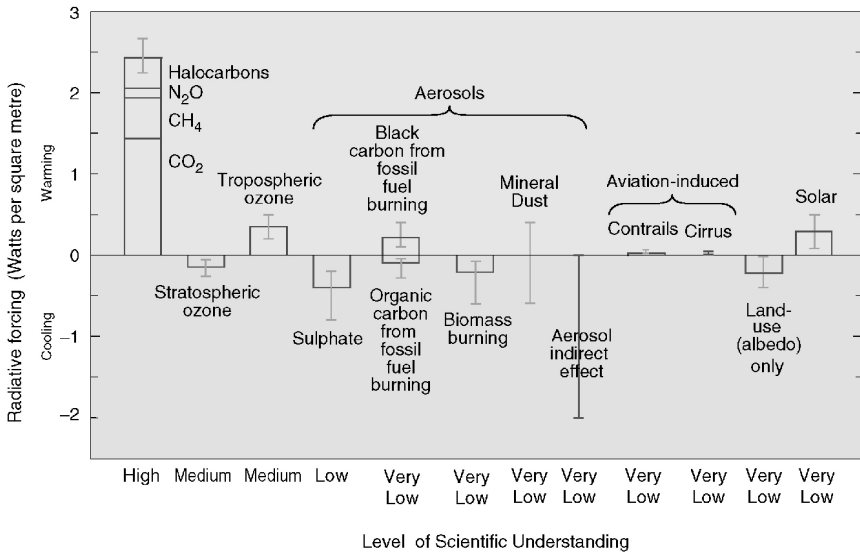 3
2
1
0
−1
−2
Radiative forcing (Watts per square metre)
Warming
Cooling
Halocarbons
N2O
CH4
CO2
Stratospheric
ozone
Tropospheric
ozone
Aerosols
Sulphate
Black
carbon from
fossil
fuel
burning
Organic
carbon
from
fossil
fuel
burning
Biomass
burning
Mineral
Dust
Aerosol
indirect
effect
Aviation-induced
Contrails
Cirrus
Land-
use
(albedo)
only
Solar
High
Medium
Medium
Low
Very
Low
Very
Low
Very
Low
Very
Low
Very
Low
Very
Low
Very
Low
Very
Low
Level of Scientific Understanding